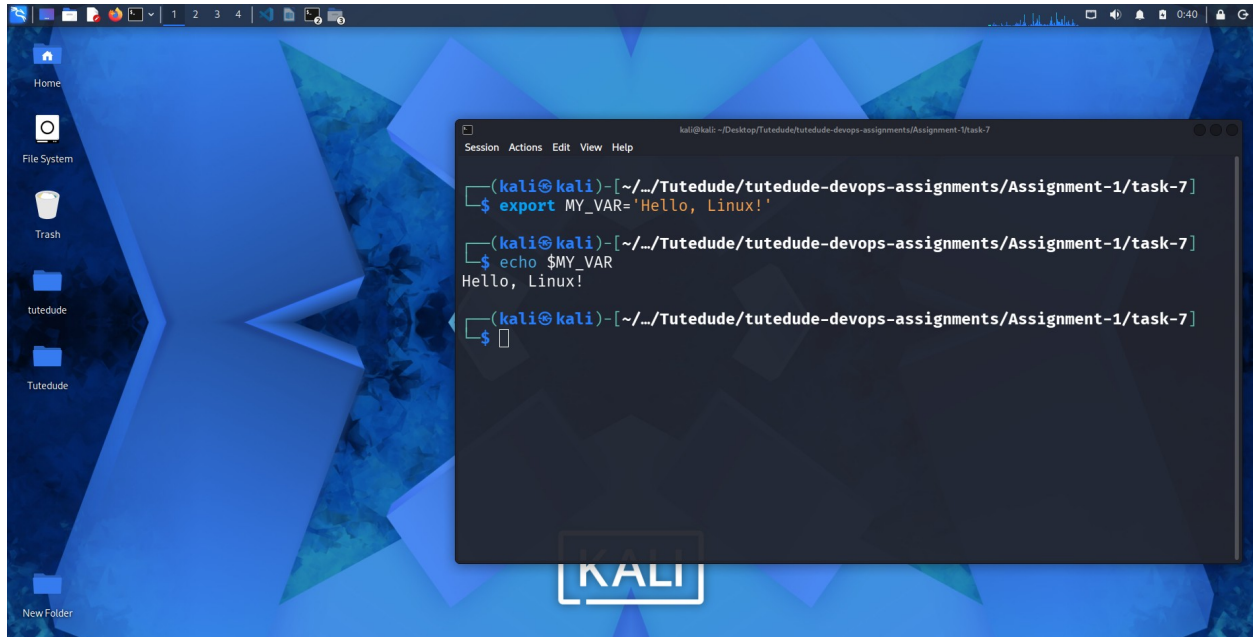 1 2 3 4
2
3
0:40
Home
File System
Trash
tutedude
Tutedude
New Folder
kali@kali: ~/Desktop/Tutedude/tutedude-devops-assignments/Assignment-1/task-7
Session Actions Edit View Help
┌──(kali㉿kali)-[~/…/Tutedude/tutedude-devops-assignments/Assignment-1/task-7]
└─$ export MY_VAR='Hello, Linux!'
┌──(kali㉿kali)-[~/…/Tutedude/tutedude-devops-assignments/Assignment-1/task-7]
└─$ echo $MY_VAR
Hello, Linux!
┌──(kali㉿kali)-[~/…/Tutedude/tutedude-devops-assignments/Assignment-1/task-7]
└─$
KALI